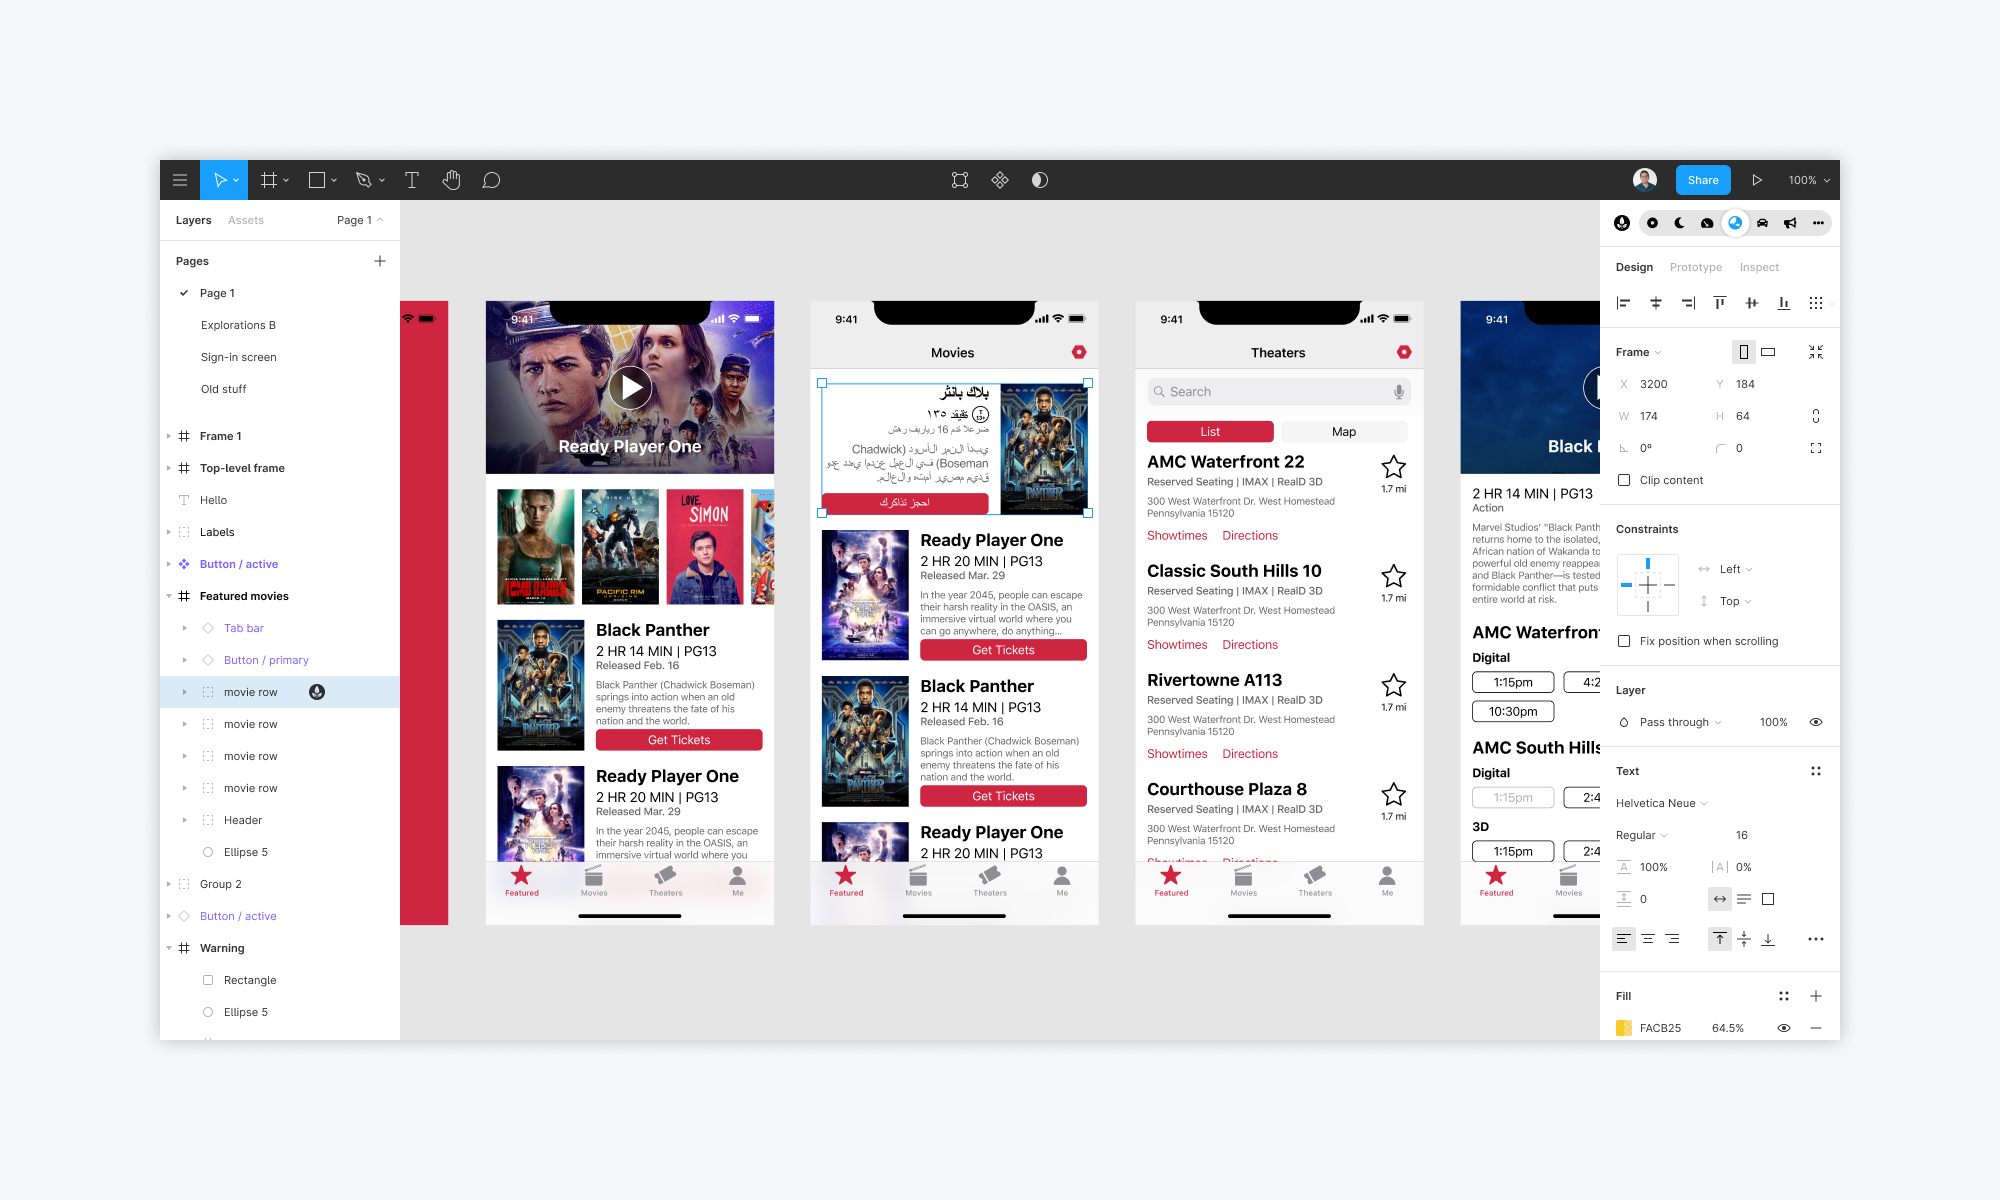 Share
100%
Layers
Assets
Page 1
Pages
Page 1
Explorations B
Sign-in screen
Old stuff
Frame 1
Top-level frame
Hello
Labels
Button / active
Featured movies
Tab bar
Button / primary
movie row
movie row
movie row
movie row
Header
Ellipse 5
Group 2
Button / active
Warning
Rectangle
Ellipse 5
9:41
Ready Player One
LOVE,
SIMON
TOMB RAIDER
PACIFIC RIM
UPRISING
Black Panther
2 HR 14 MIN | PG13
Released Feb. 16
Black Panther (Chadwick Boseman)
springs into action when an old
enemy threatens the fate of his
nation and the world.
Get Tickets
Ready Player One
2 HR 20 MIN | PG13
Released Mar. 29
In the year 2045, people can escape
their harsh reality in the OASIS, an
immersive virtual world where you
Featured
Movies
Theaters
Me
9:41
Movies
بلاك بانثر
١٣٥
16
(Chadwick
Boseman)
احجز تذاكرك
Ready Player One
2 HR 20 MIN | PG13
Released Mar. 29
In the year 2045, people can escape
their harsh reality in the OASIS, an
immersive virtual world where you
can go anywhere, do anything...
Get Tickets
Black Panther
2 HR 14 MIN | PG13
Released Feb. 16
Black Panther (Chadwick Boseman)
springs into action when an old
enemy threatens the fate of his
nation and the world.
Get Tickets
Ready Player One
2 HR 20 MIN | PG13
Featured
Movies
Theaters
Me
9:41
Theaters
Search
List
Map
AMC Waterfront 22
Reserved Seating | IMAX | RealD 3D
1.7 mi
300 West Waterfront Dr. West Homestead
Pennsylvania 15120
Showtimes
Directions
Classic South Hills 10
Reserved Seating | IMAX | RealD 3D
1.7 mi
300 West Waterfront Dr. West Homestead
Pennsylvania 15120
Showtimes
Directions
Rivertowne A113
Reserved Seating | IMAX | RealD 3D
1.7 mi
300 West Waterfront Dr. West Homestead
Pennsylvania 15120
Showtimes
Directions
Courthouse Plaza 8
Reserved Seating | IMAX | RealD 3D
1.7 mi
300 West Waterfront Dr. West Homestead
Pennsylvania 15120
Showtimes
Directions
Featured
Movies
Theaters
Me
9:41
Black
2 HR 14 MIN | PG13
Action
Marvel Studios' "Black Panth
returns home to the isolated,
African nation of Wakanda to
powerful old enemy reappea
and Black Panther—is tested
formidable conflict that puts
entire world at risk.
AMC Waterfron
Digital
1:15pm
4:2
10:30pm
AMC South Hills
Digital
1:15pm
2:4
3D
1:15pm
2:4
Featured
Movies
Design
Prototype
Inspect
Frame
X 3200
Y 184
W 174
H 64
0°
0
Clip content
Constraints
Left
Top
Fix position when scrolling
Layer
Pass through
100%
Text
Helvetica Neue
Regular
16
100%
0%
0
Fill
FACB25
64.5%